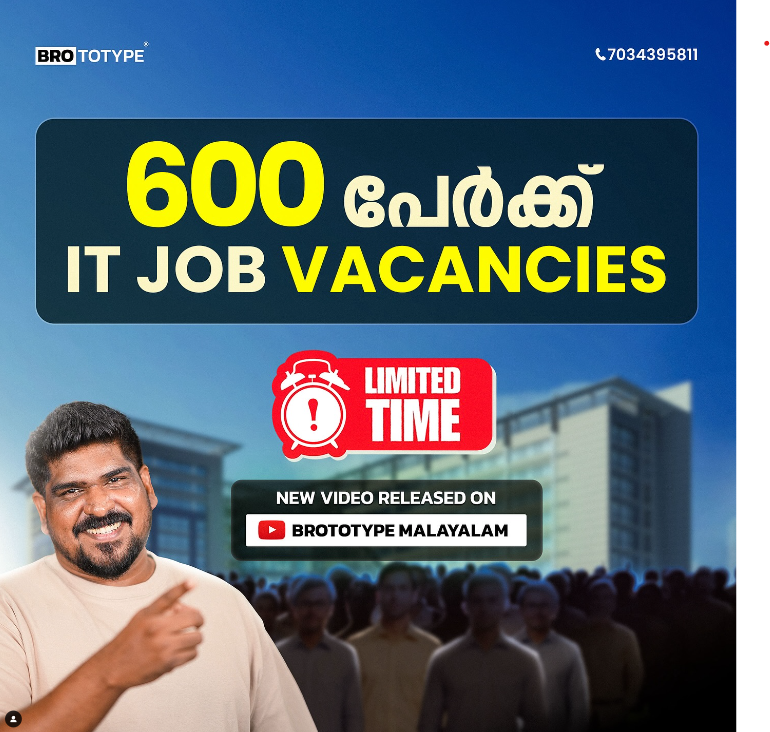 BROTOTYPE®
7034395811
600 പേർക്ക്
IT JOB VACANCIES
LIMITED
TIME
NEW VIDEO RELEASED ON
BROTOTYPE MALAYALAM